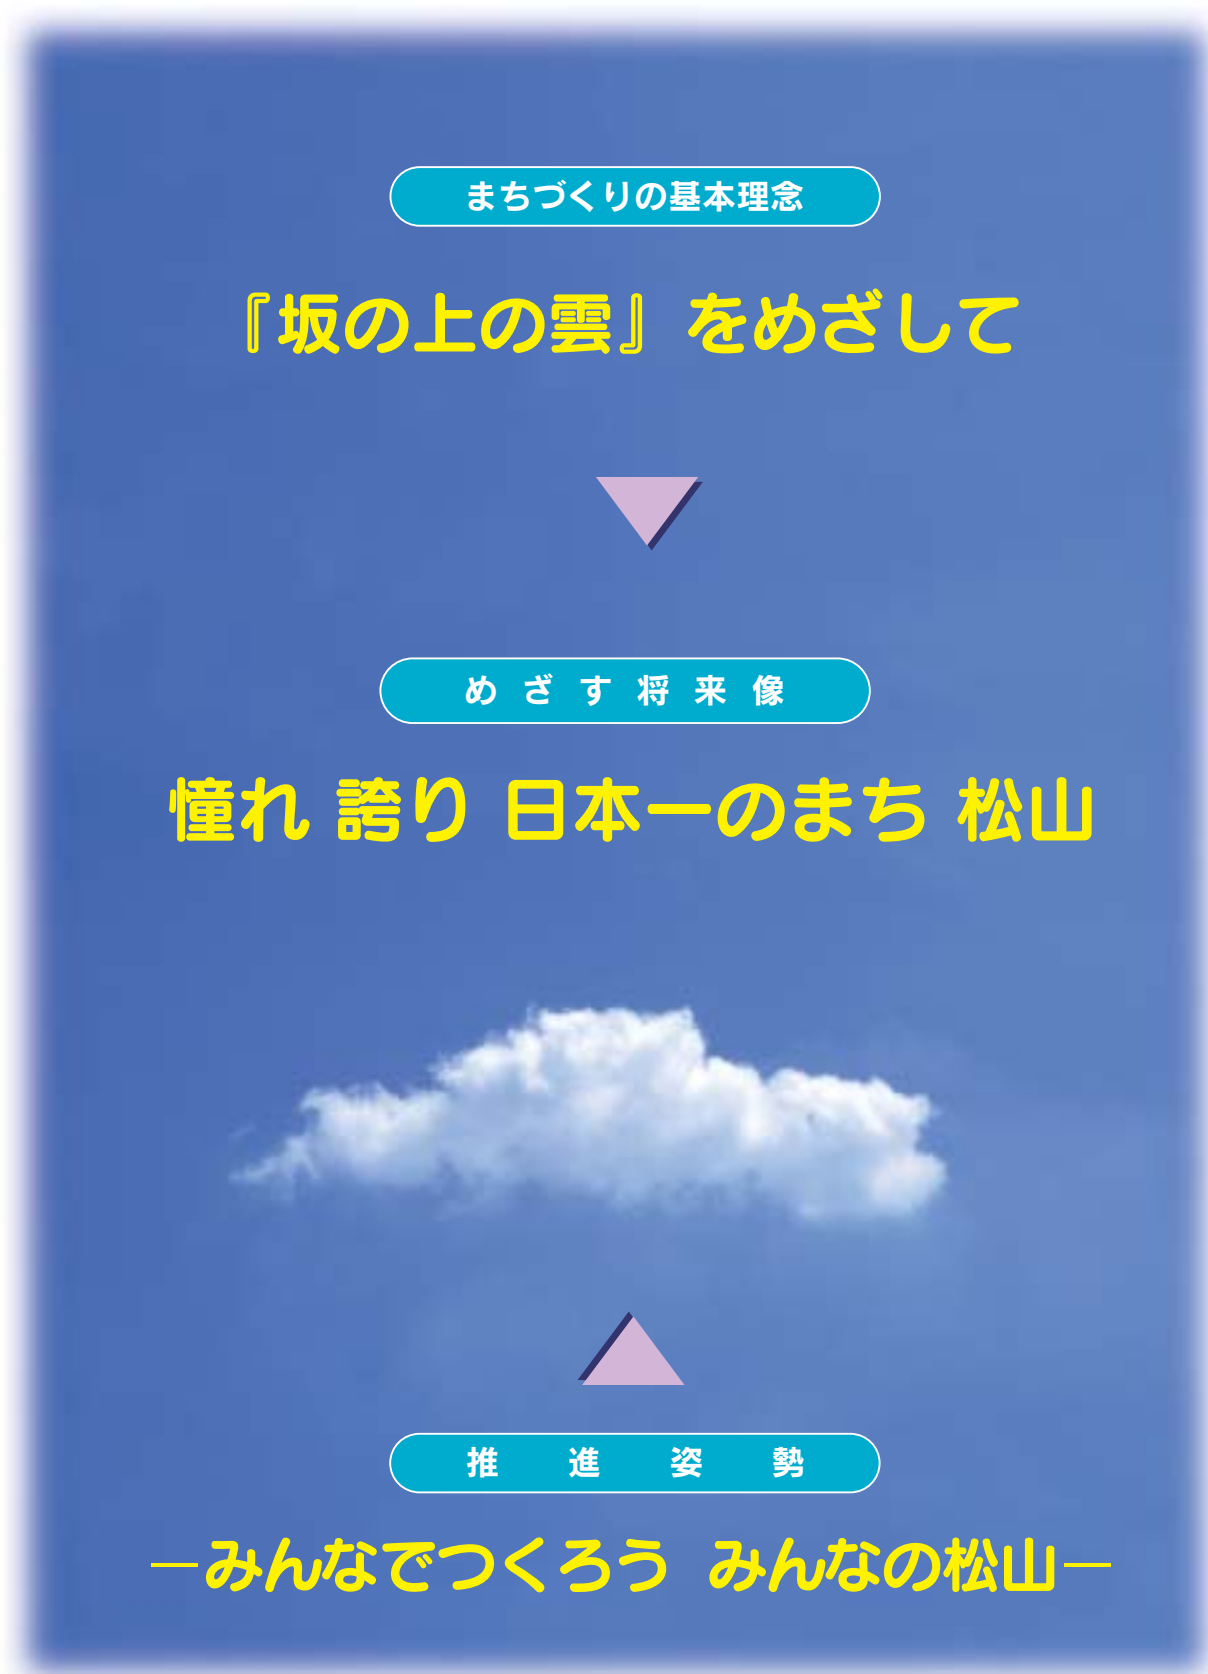 まちづくりの基本理念
『坂の上の雲』をめざして
めざす将来像
憧れ 誇り 日本一のまち 松山
推進姿勢
―みんなでつくろう みんなの松山―